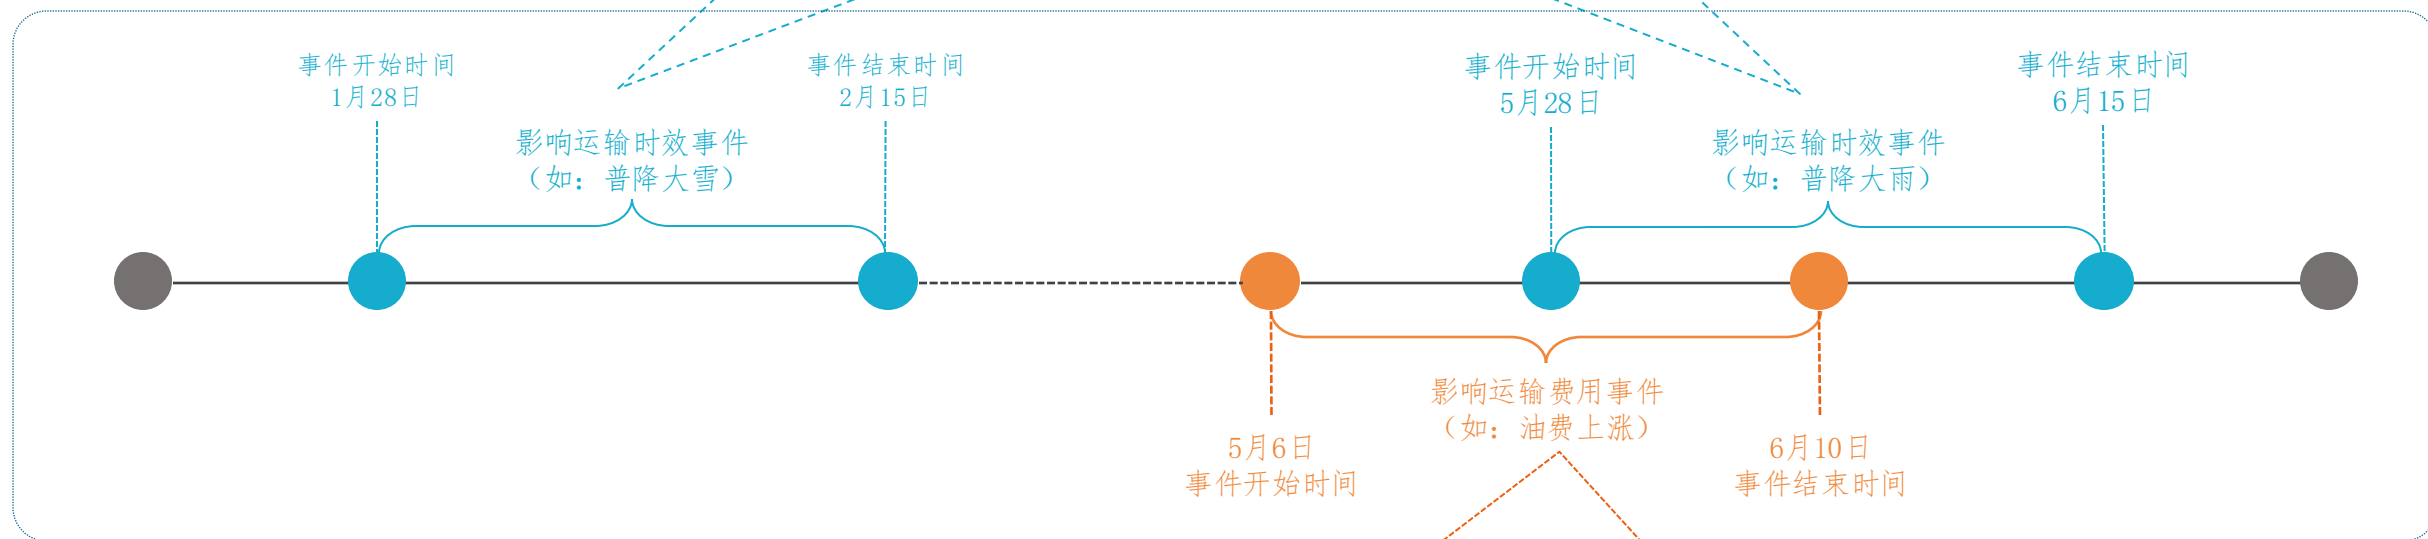 事件开始时间
1月28日
事件结束时间
2月15日
影响运输时效事件
（如：普降大雪）
事件开始时间
5月28日
事件结束时间
6月15日
影响运输时效事件
（如：普降大雨）
影响运输费用事件
（如：油费上涨）
5月6日
事件开始时间
6月10日
事件结束时间